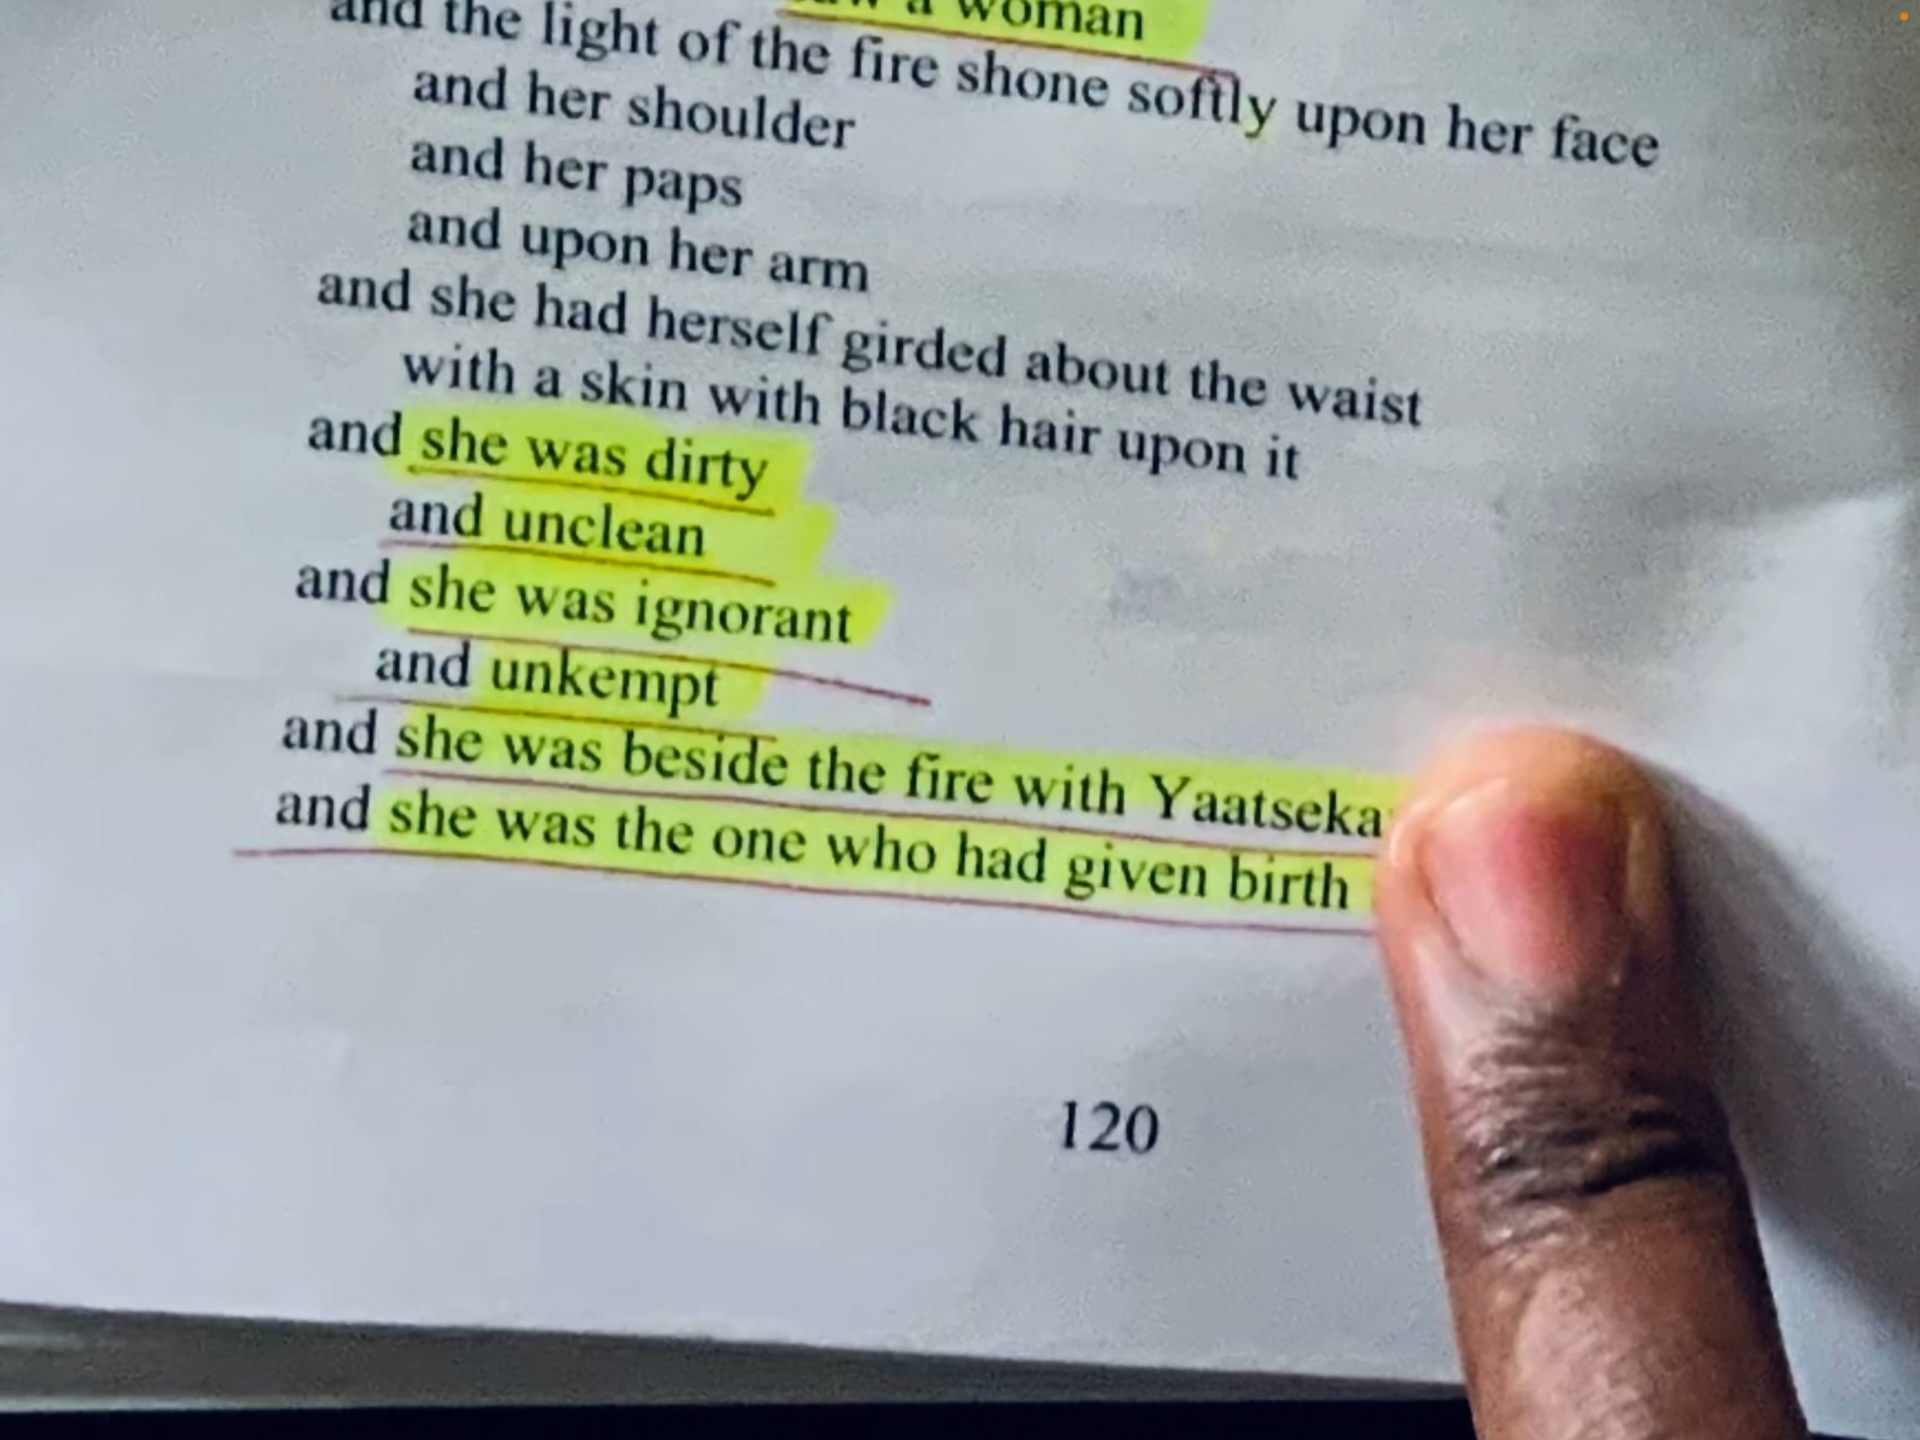 a woman
and the light of the fire shone softly upon her face
and her shoulder
and her paps
and upon her arm
and she had herself girded about the waist
with a skin with black hair upon it
and she was dirty
and unclean
and she was ignorant
and unkempt
and she was beside the fire with
and she was the one who had given birth
120